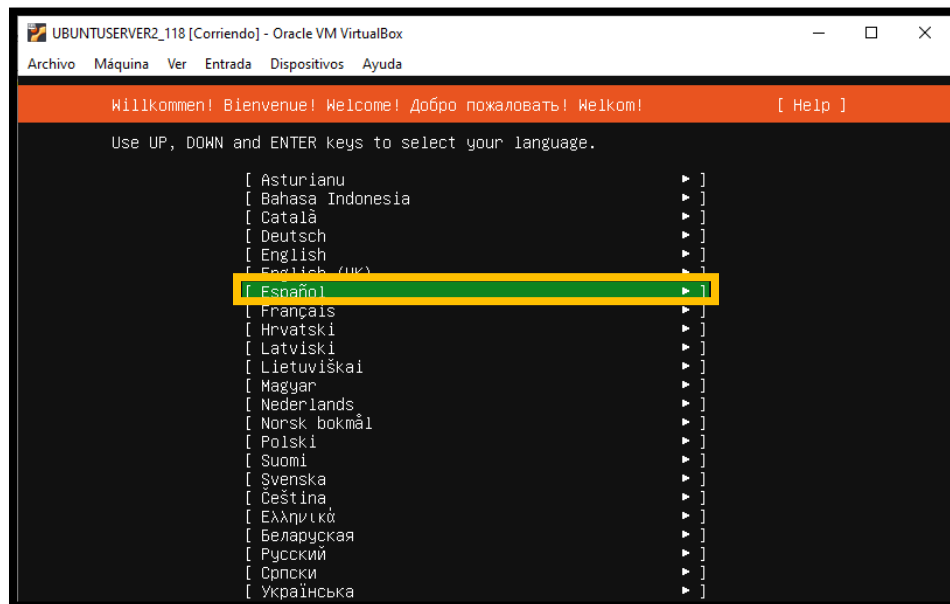 UBUNTUSERVER2_118 [Corriendo] - Oracle VM VirtualBox
Archivo Máquina Ver Entrada Dispositivos Ayuda
Willkommen! Bienvenue! Welcome! Добро пожаловать! Welkom! [ Help ]
Use UP, DOWN and ENTER keys to select your language.
[ Asturianu ► ]
[ Bahasa Indonesia ► ]
[ Català ► ]
[ Deutsch ► ]
[ English ► ]
[ English (UK) ► ]
[ Español ► ]
[ Français ► ]
[ Hrvatski ► ]
[ Latviski ► ]
[ Lietuviškai ► ]
[ Magyar ► ]
[ Nederlands ► ]
[ Norsk bokmål ► ]
[ Polski ► ]
[ Suomi ► ]
[ Svenska ► ]
[ Čeština ► ]
[ Ελληνικά ► ]
[ Беларуская ► ]
[ Русский ► ]
[ Српски ► ]
[ Українська ► ]